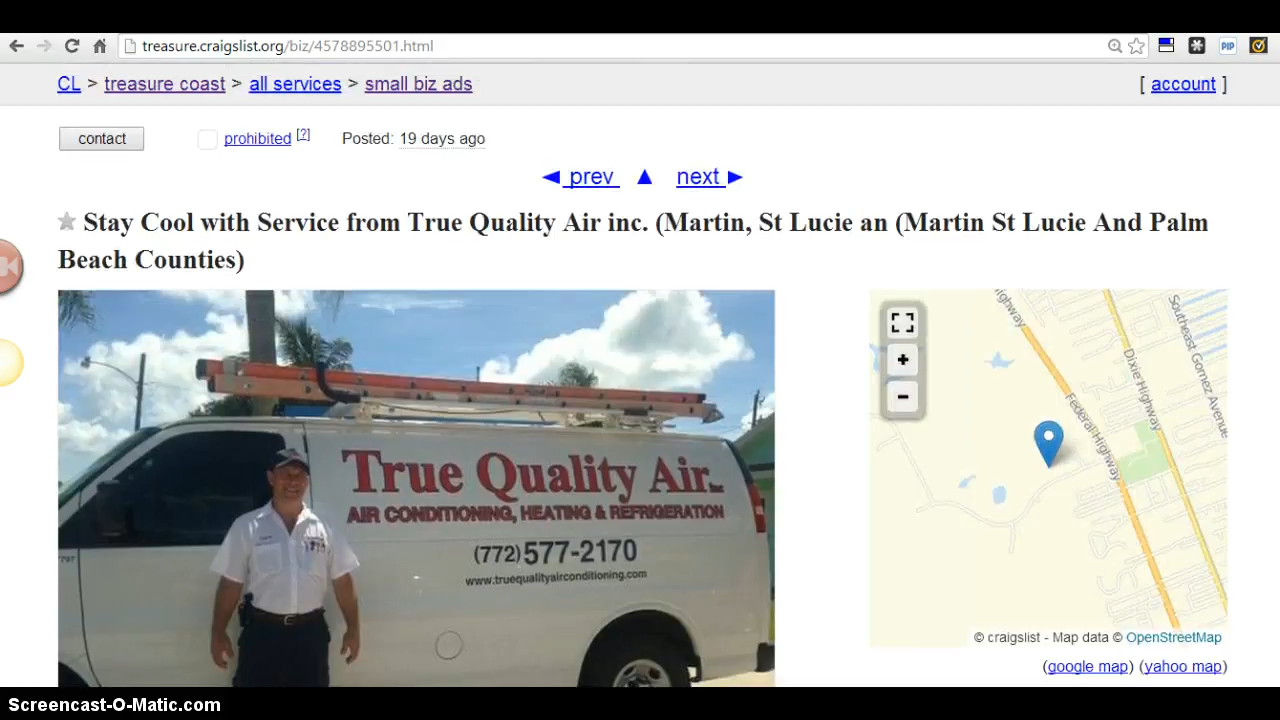 treasure.craigslist.org/biz/4578895501.html
PIP
CL > treasure coast > all services > small biz ads
[ account ]
contact
prohibited [?]
Posted: 19 days ago
◄ prev ▲ next ►
Stay Cool with Service from True Quality Air inc. (Martin, St Lucie an (Martin St Lucie And Palm
Beach Counties)
True Quality Air Inc
AIR CONDITIONING, HEATING & REFRIGERATION
(772) 577-2170
www.truequalityairconditioning.com
+
-
Highway
Federal Highway
Dixie Highway
Southeast Gomez Avenue
© craigslist - Map data © OpenStreetMap
(google map) (yahoo map)
Screencast-O-Matic.com